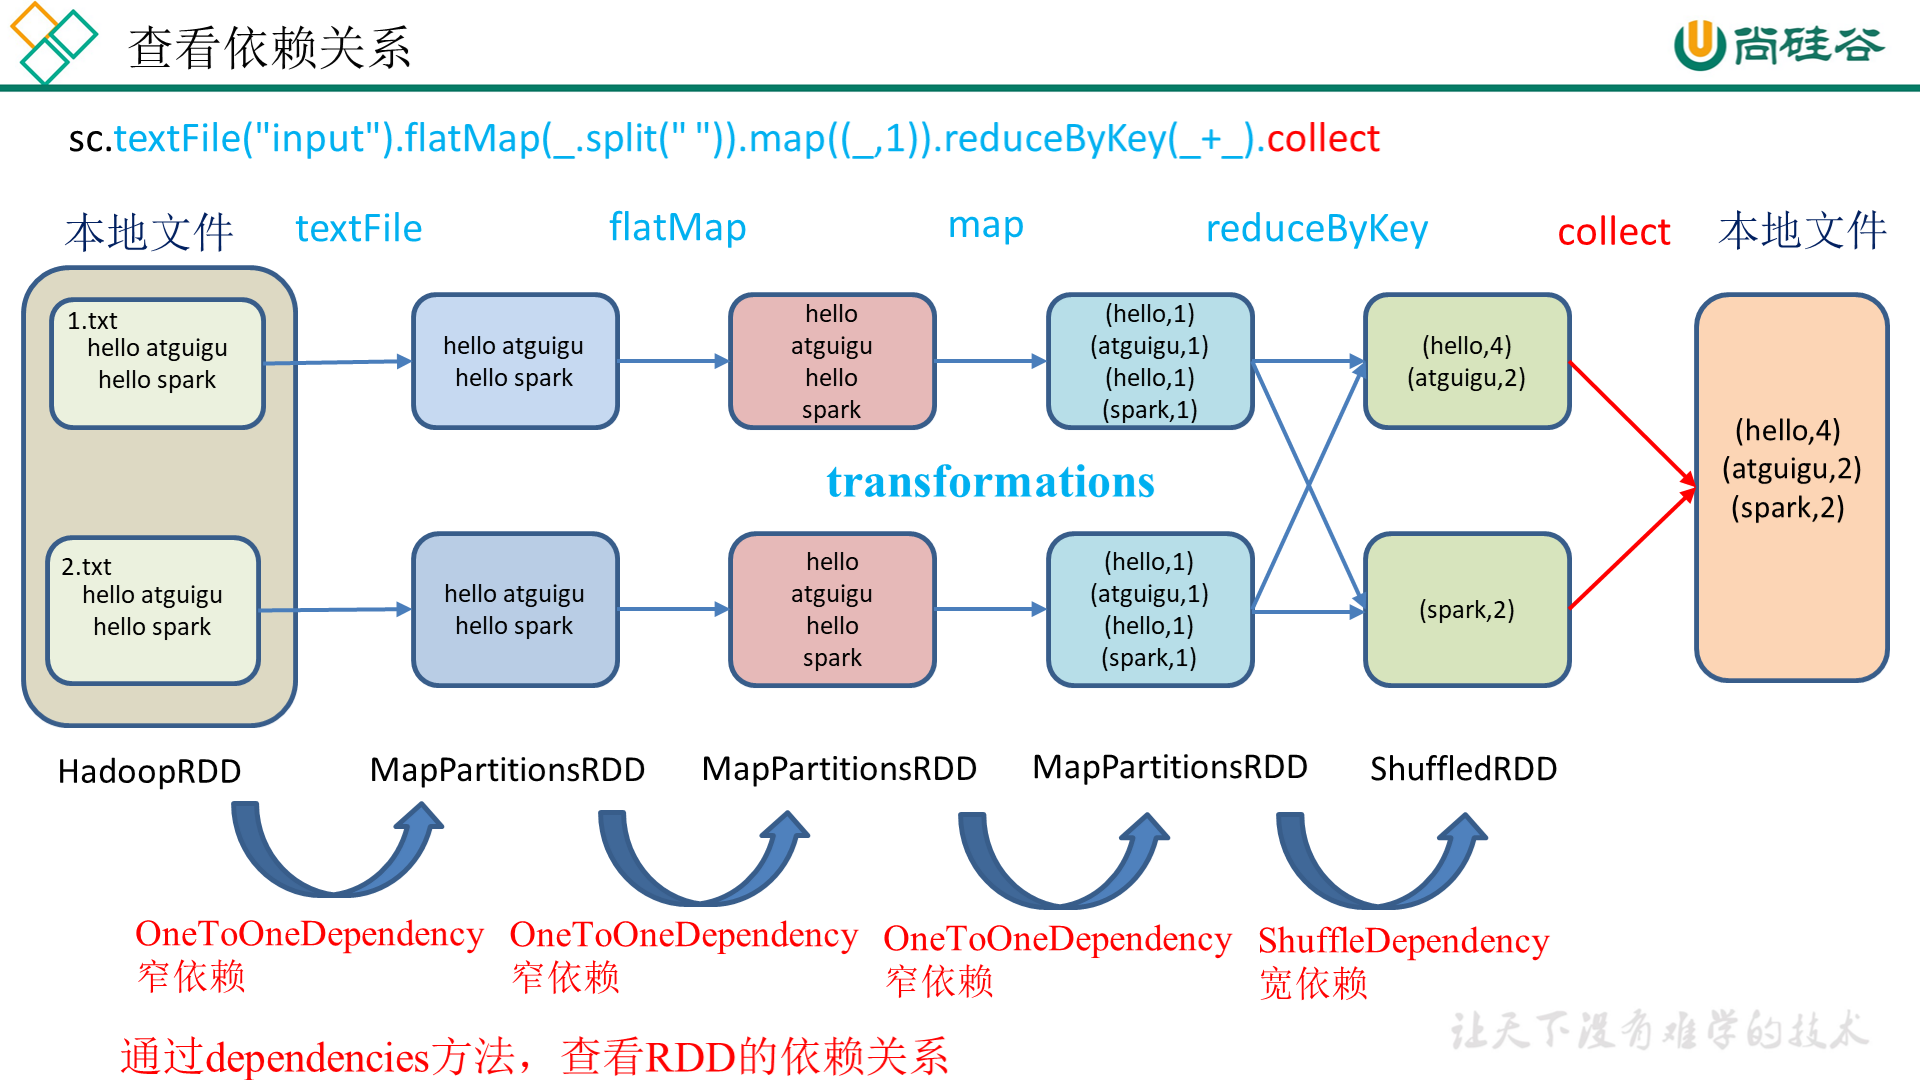 查看依赖关系
尚硅谷
sc.textFile("input").flatMap(_.split(" ")).map((_,1)).reduceByKey(_+_).collect
本地文件
textFile
flatMap
map
reduceByKey
collect
本地文件
1.txt
hello atguigu
hello spark
hello atguigu
hello spark
hello
atguigu
hello
spark
(hello,1)
(atguigu,1)
(hello,1)
(spark,1)
(hello,4)
(atguigu,2)
(hello,4)
(atguigu,2)
(spark,2)
transformations
2.txt
hello atguigu
hello spark
hello atguigu
hello spark
hello
atguigu
hello
spark
(hello,1)
(atguigu,1)
(hello,1)
(spark,1)
(spark,2)
HadoopRDD
MapPartitionsRDD
MapPartitionsRDD
MapPartitionsRDD
ShuffledRDD
OneToOneDependency
窄依赖
OneToOneDependency
窄依赖
OneToOneDependency
窄依赖
ShuffleDependency
宽依赖
通过dependencies方法，查看RDD的依赖关系
让天下没有难学的技术